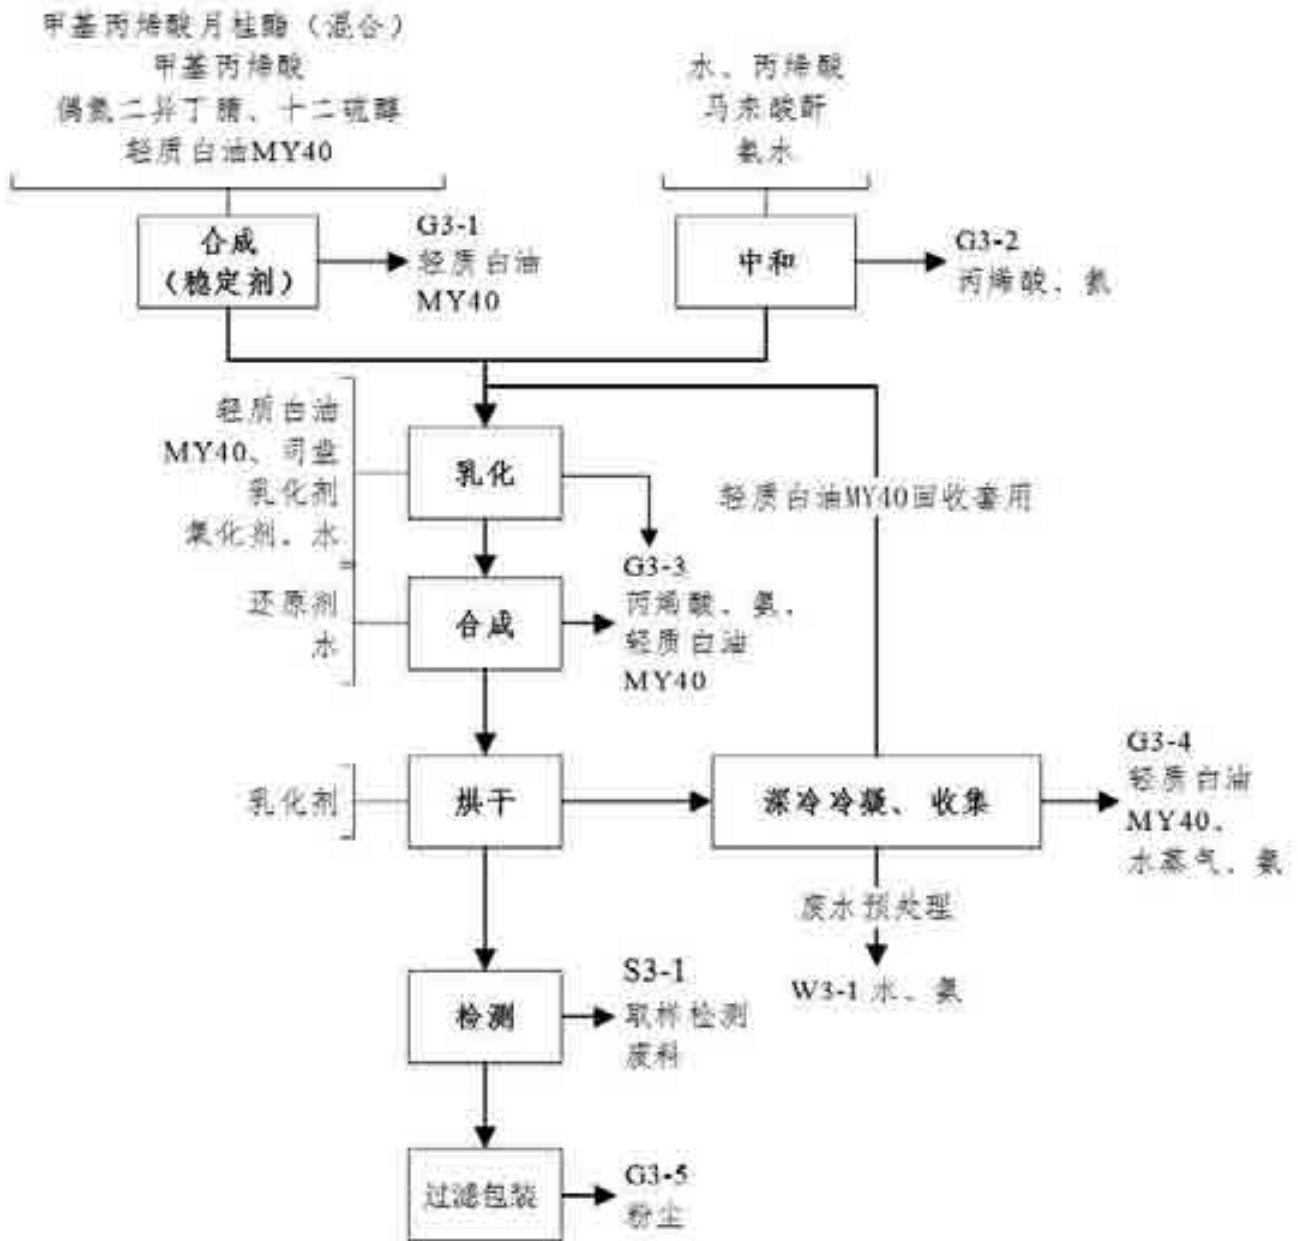 甲基丙烯酸月桂酯（混合）
甲基丙烯酸
偶氮二异丁腈、十二硫醇
轻质白油MY40
水、丙烯酸
马来酸酐
氨水
合成
（稳定剂）
G3-1
轻质白油
MY40
中和
G3-2
丙烯酸、氨
轻质白油
MY40、司盘
乳化剂
氧化剂、水
乳化
轻质白油MY40回收套用
还原剂
水
合成
G3-3
丙烯酸、氨、
轻质白油
MY40
乳化剂
烘干
深冷冷凝、收集
G3-4
轻质白油
MY40、
水蒸气、氨
废水预处理
W3-1 水、氨
检测
S3-1
取样检测
废料
过滤包装
G3-5
粉尘